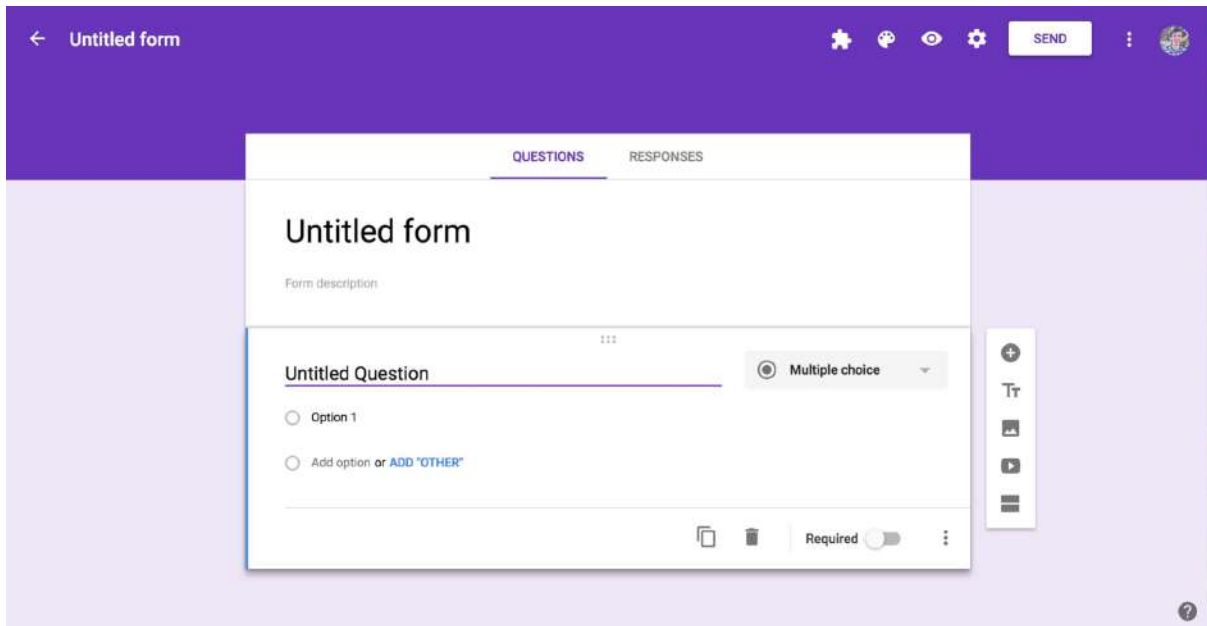 Untitled form
SEND
QUESTIONS RESPONSES
Untitled form
Form description
Untitled Question
Multiple choice
Option 1
Add option or ADD "OTHER"
Required